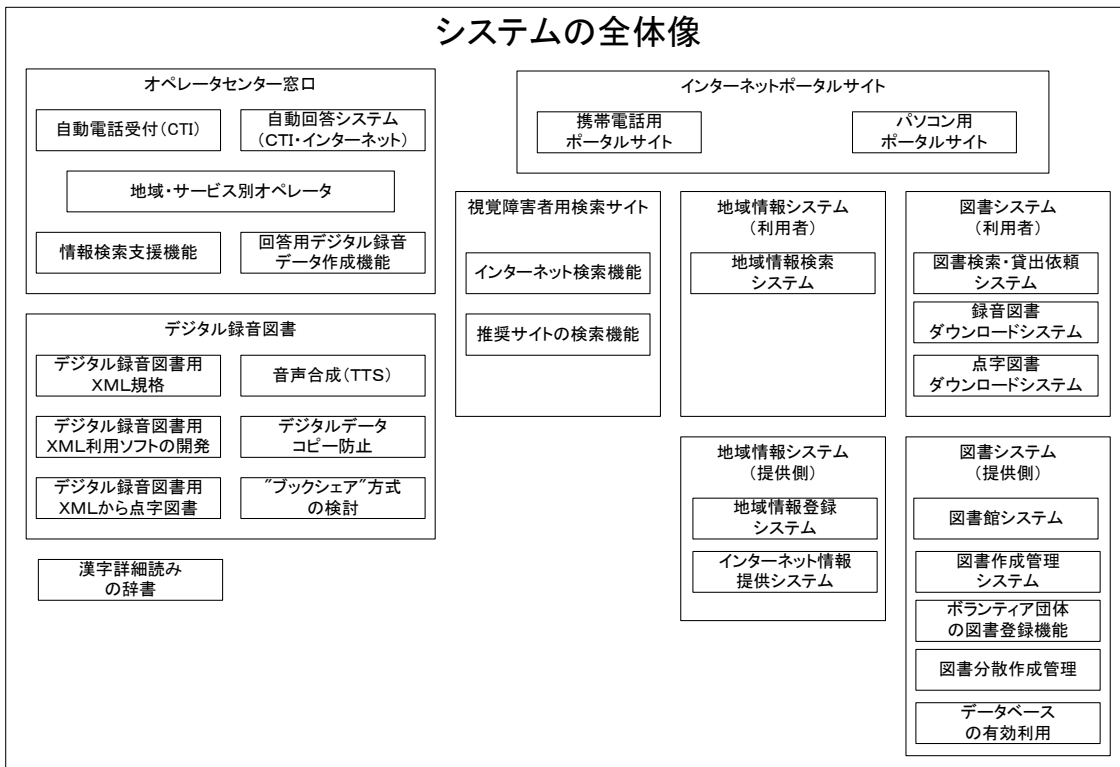 システムの全体像
オペレータセンター窓口
自動電話受付(CTI)
自動回答システム
(CTI・インターネット)
地域・サービス別オペレータ
情報検索支援機能
回答用デジタル録音
データ作成機能
インターネットポータルサイト
携帯電話用
ポータルサイト
パソコン用
ポータルサイト
視覚障害者用検索サイト
インターネット検索機能
推奨サイトの検索機能
地域情報システム
(利用者)
地域情報検索
システム
図書システム
(利用者)
図書検索・貸出依頼
システム
録音図書
ダウンロードシステム
点字図書
ダウンロードシステム
デジタル録音図書
デジタル録音図書用
XML規格
音声合成(TTS)
デジタル録音図書用
XML利用ソフトの開発
デジタルデータ
コピー防止
デジタル録音図書用
XMLから点字図書
"ブックシェア"方式
の検討
漢字詳細読み
の辞書
地域情報システム
(提供側)
地域情報登録
システム
インターネット情報
提供システム
図書システム
(提供側)
図書館システム
図書作成管理
システム
ボランティア団体
の図書登録機能
図書分散作成管理
データベース
の有効利用